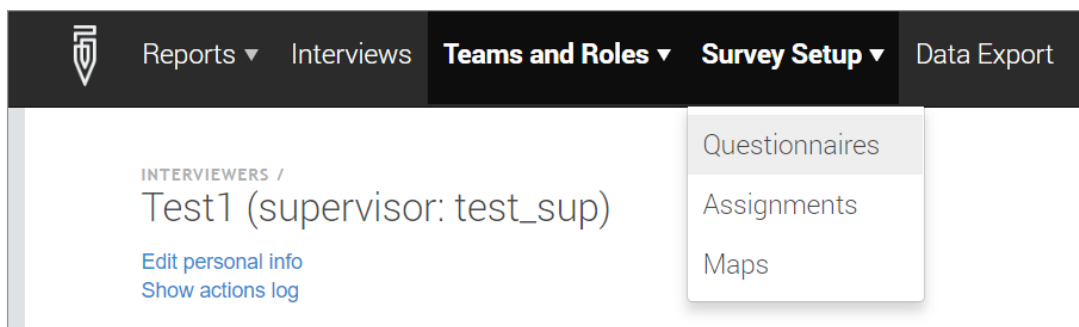 Reports ▼ Interviews Teams and Roles ▼ Survey Setup ▼ Data Export
Questionnaires
Assignments
Maps
INTERVIEWERS /
Test1 (supervisor: test_sup)
Edit personal info
Show actions log